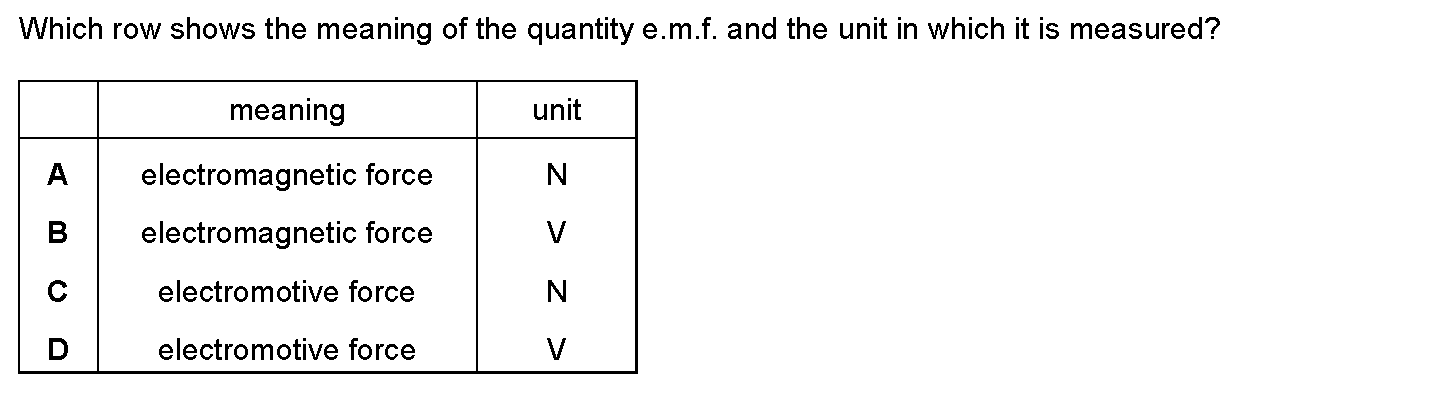 Which row shows the meaning of the quantity e.m.f. and the unit in which it is measured?
meaning unit
A electromagnetic force N
B electromagnetic force V
C electromotive force N
D electromotive force V